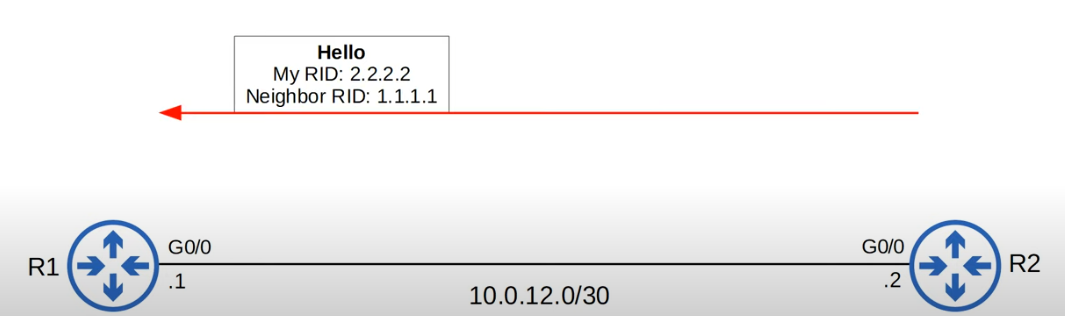 Hello
My RID: 2.2.2.2
Neighbor RID: 1.1.1.1
R1
G0/0
.1
10.0.12.0/30
G0/0
.2
R2